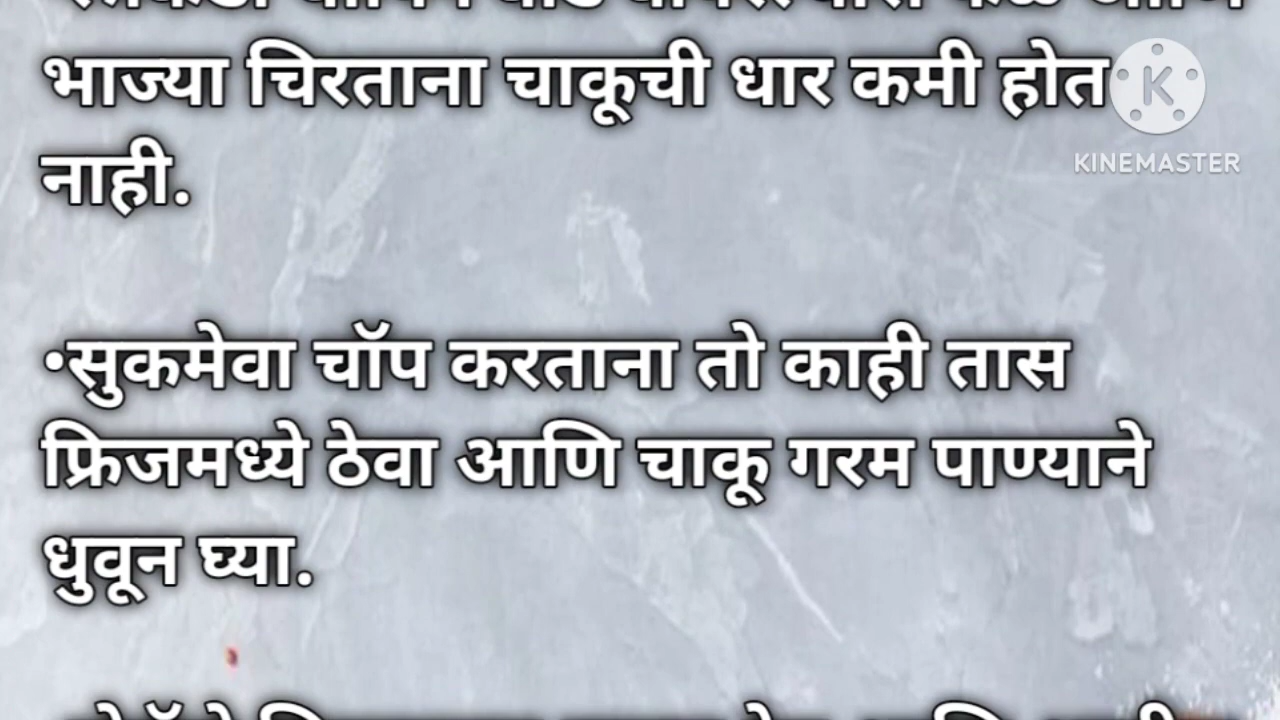 भाज्या चिरताना चाकूची धार कमी होत
नाही.
•सुकमेवा चॉप करताना तो काही तास
फ्रिजमध्ये ठेवा आणि चाकू गरम पाण्याने
धुवून घ्या.
K
KINEMASTER